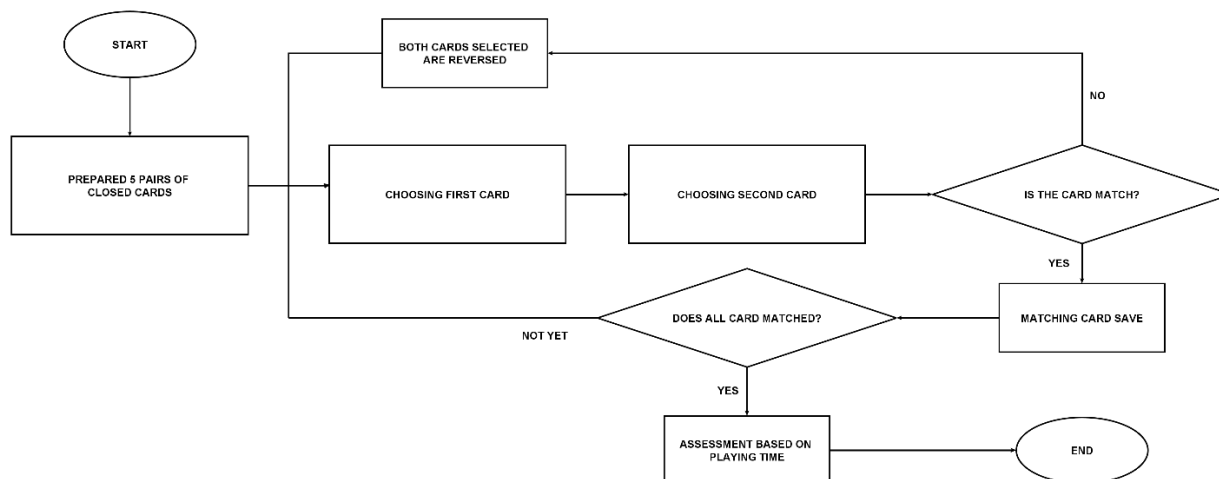 START
BOTH CARDS SELECTED
ARE REVERSED
NO
PREPARED 5 PAIRS OF
CLOSED CARDS
CHOOSING FIRST CARD
CHOOSING SECOND CARD
IS THE CARD MATCH?
YES
MATCHING CARD SAVE
DOES ALL CARD MATCHED?
NOT YET
YES
ASSESSMENT BASED ON
PLAYING TIME
END